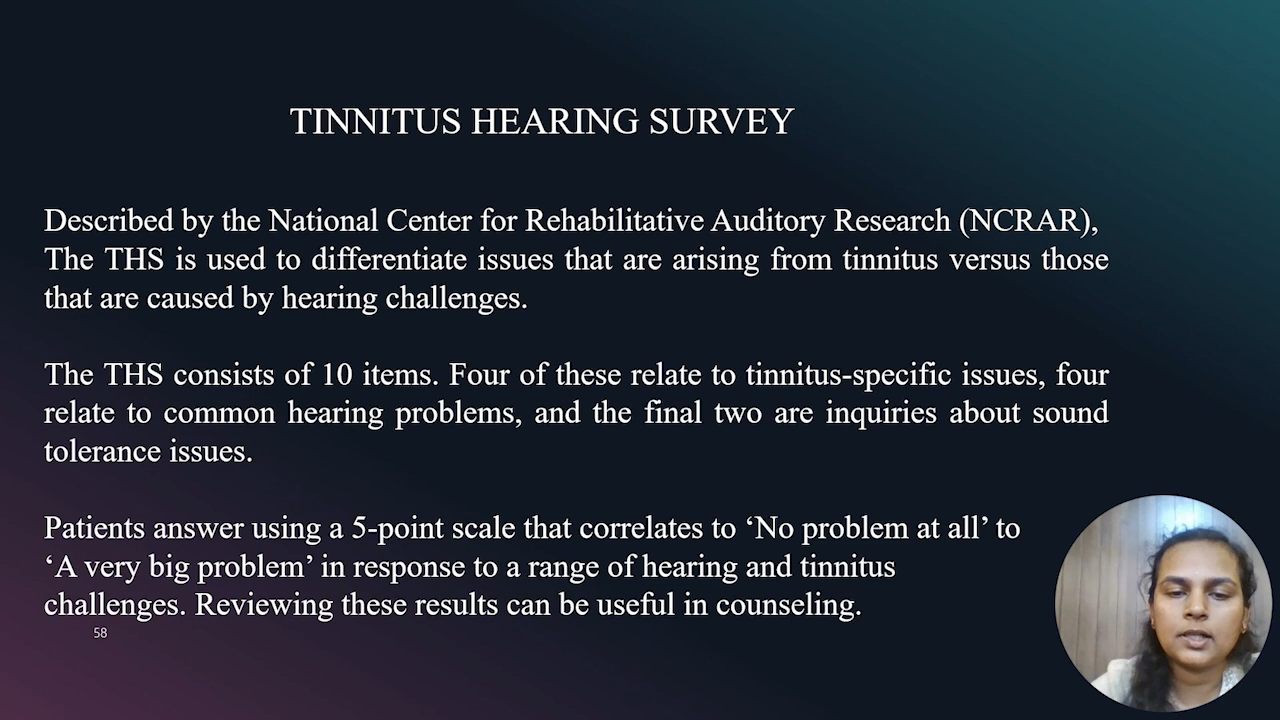 TINNITUS HEARING SURVEY
Described by the National Center for Rehabilitative Auditory Research (NCRAR),
The THS is used to differentiate issues that are arising from tinnitus versus those
that are caused by hearing challenges.
The THS consists of 10 items. Four of these relate to tinnitus-specific issues, four
relate to common hearing problems, and the final two are inquiries about sound
tolerance issues.
Patients answer using a 5-point scale that correlates to ‘No problem at all’ to
‘A very big problem’ in response to a range of hearing and tinnitus
challenges. Reviewing these results can be useful in counseling.
58